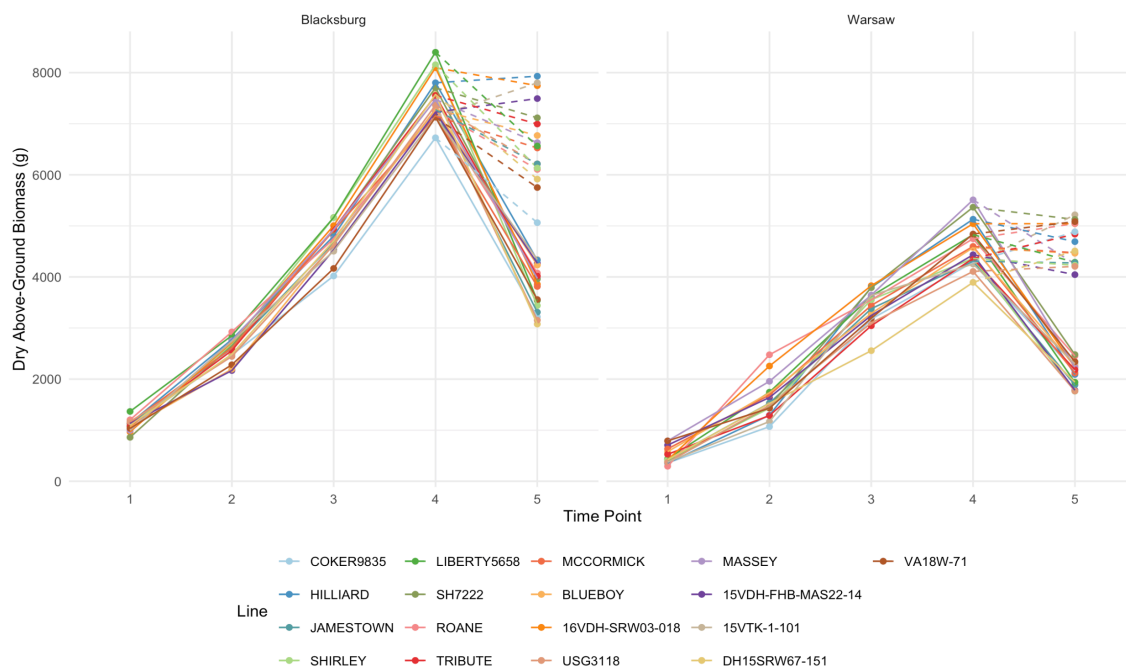 Blacksburg Warsaw
8000
6000
4000
2000
0
Dry Above-Ground Biomass (g)
1 2 3 4 5 1 2 3 4 5
Time Point
Line
COKER9835 LIBERTY5658 MCCORMICK MASSEY VA18W-71
HILLIARD SH7222 BLUEBOY 15VDH-FHB-MAS22-14
JAMESTOWN ROANE 16VDH-SRW03-018 15VTK-1-101
SHIRLEY TRIBUTE USG3118 DH15SRW67-151